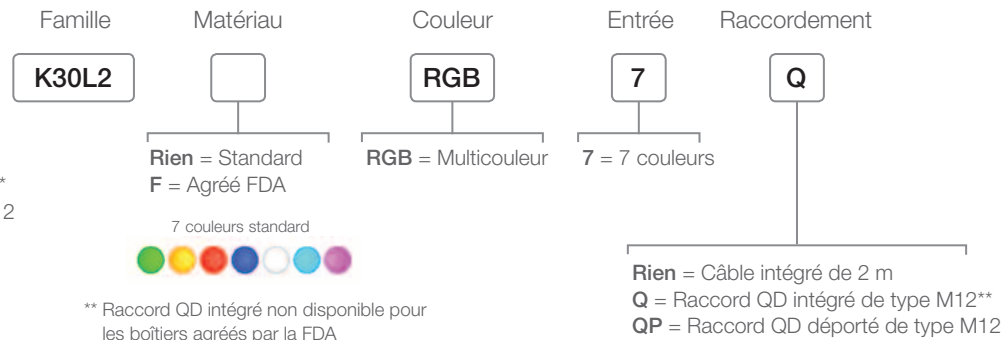 Famille Matériau Couleur Entrée Raccordement
K30L2 RGB 7 Q
Rien = Standard
F = Agréé FDA
RGB = Multicouleur
7 = 7 couleurs
*
2
7 couleurs standard
** Raccord QD intégré non disponible pour
les boîtiers agréés par la FDA
Rien = Câble intégré de 2 m
Q = Raccord QD intégré de type M12**
QP = Raccord QD déporté de type M12